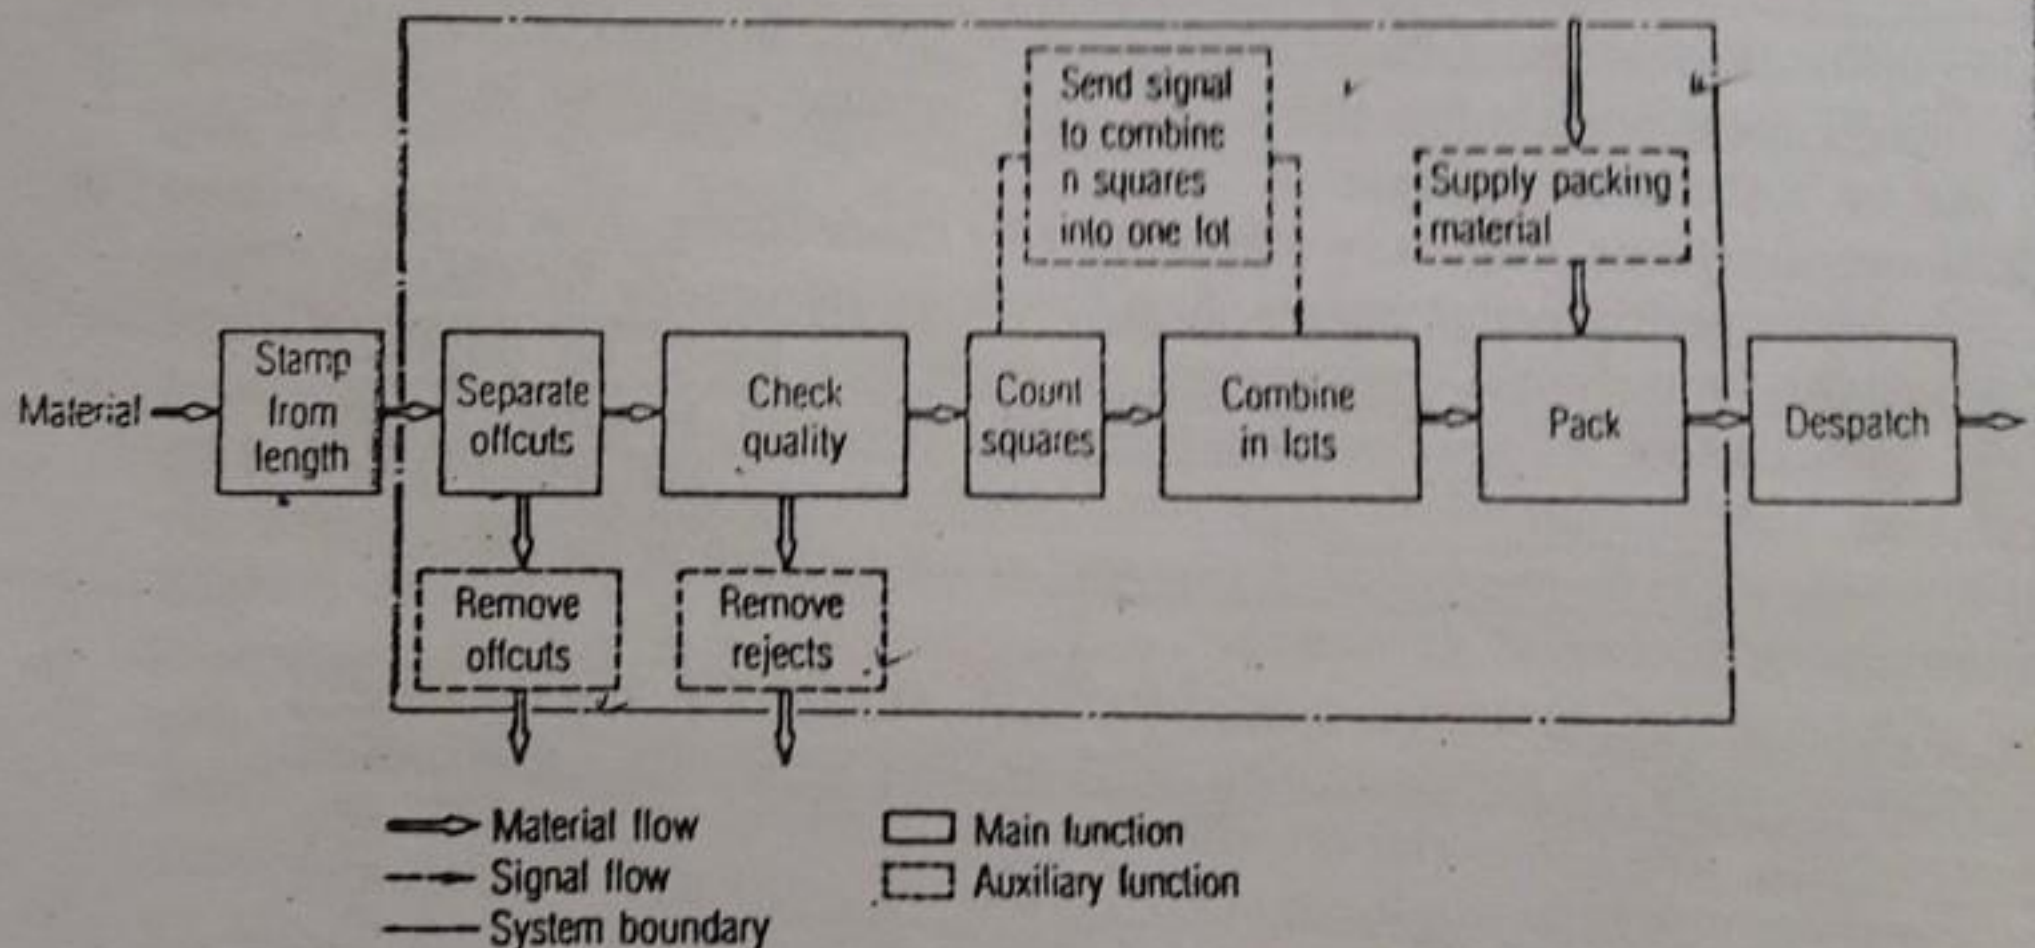 Send signal
to combine
n squares
into one lot
Supply packing
material
Material
Stamp
from
length
Separate
offcuts
Check
quality
Count
squares
Combine
in lots
Pack
Despatch
Remove
offcuts
Remove
rejects
Material flow
Signal flow
System boundary
Main function
Auxiliary function